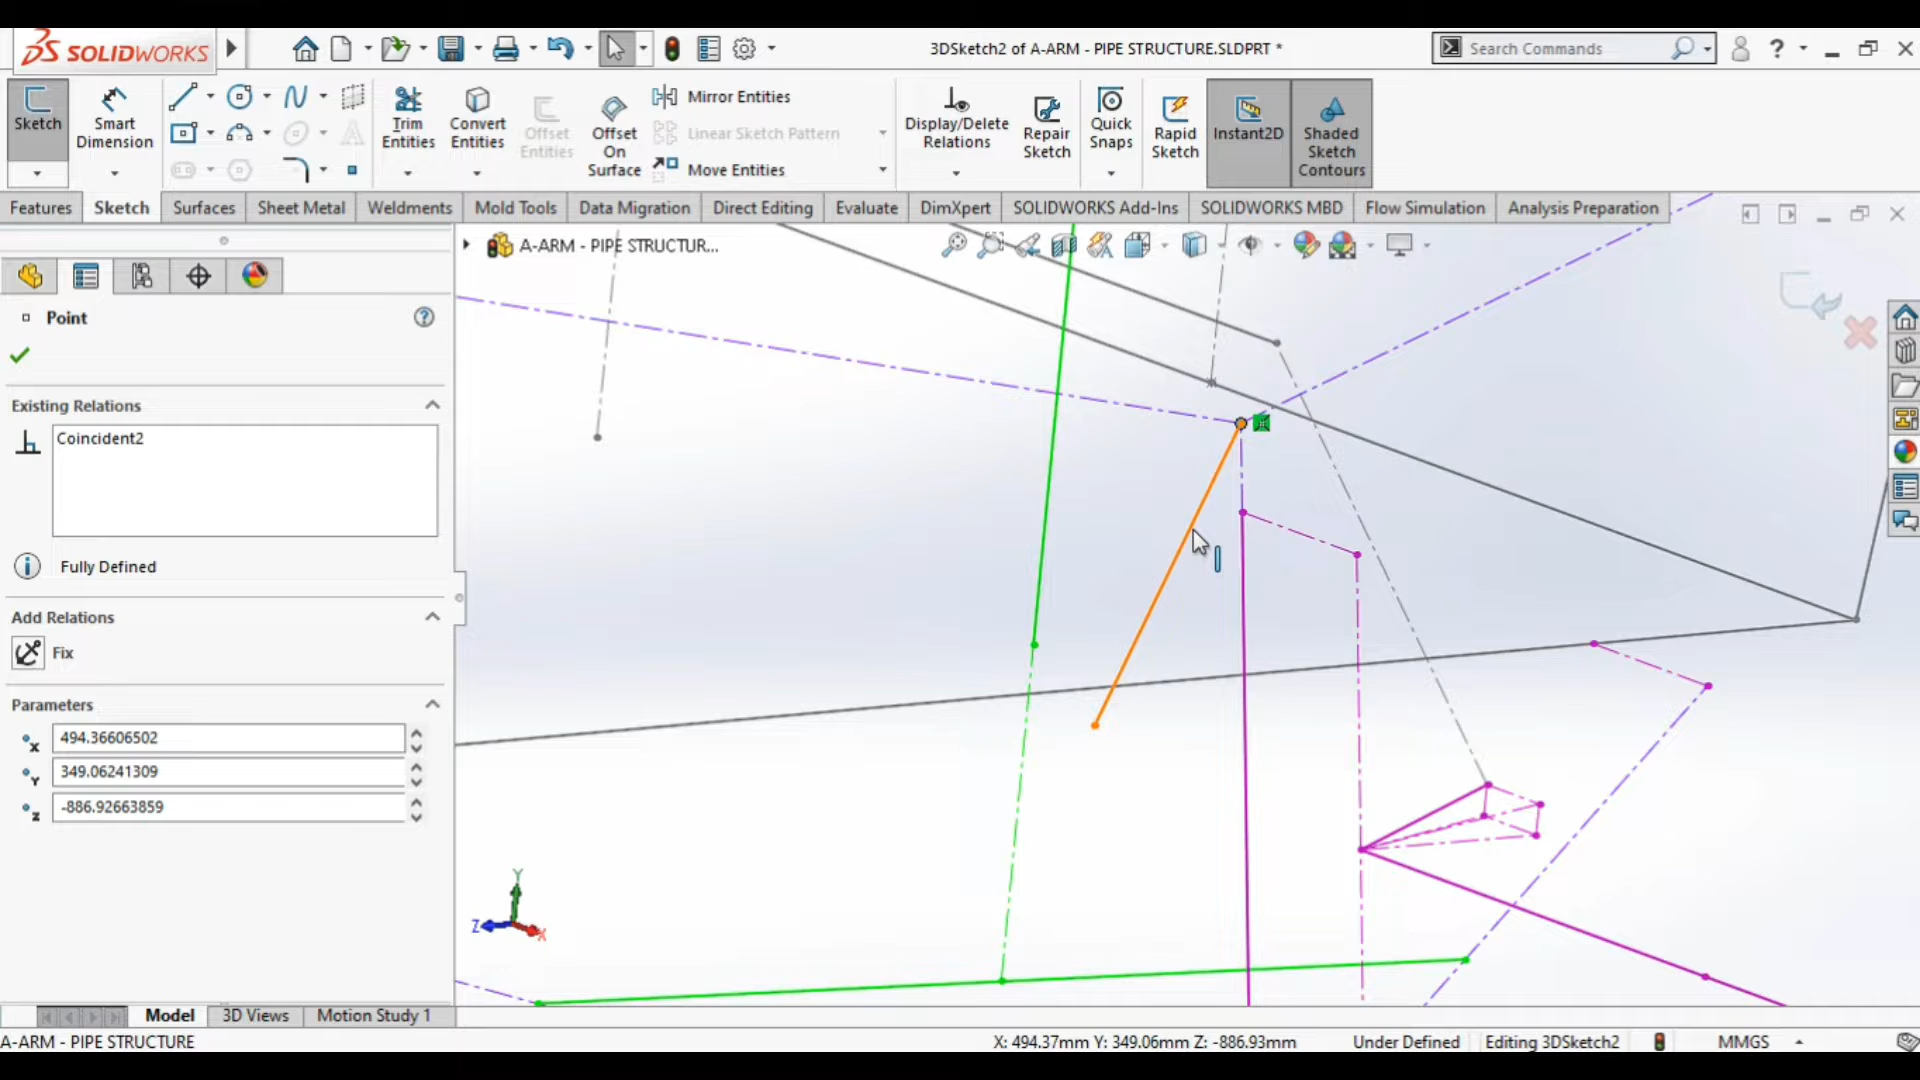 SOLIDWORKS
3DSketch2 of A-ARM - PIPE STRUCTURE.SLDPRT *
Search Commands
?
Sketch
Smart Dimension
Trim Entities
Convert Entities
Offset Entities
Offset On Surface
Mirror Entities
Linear Sketch Pattern
Move Entities
Display/Delete Relations
Repair Sketch
Quick Snaps
Rapid Sketch
Instant2D
Shaded Sketch Contours
Features
Sketch
Surfaces
Sheet Metal
Weldments
Mold Tools
Data Migration
Direct Editing
Evaluate
DimXpert
SOLIDWORKS Add-Ins
SOLIDWORKS MBD
Flow Simulation
Analysis Preparation
A-ARM - PIPE STRUCTUR...
Point
Existing Relations
Coincident2
Fully Defined
Add Relations
Fix
Parameters
X 494.36606502
Y 349.06241309
Z -886.92663859
Y
Z
X
Model
3D Views
Motion Study 1
A-ARM - PIPE STRUCTURE
X: 494.37mm Y: 349.06mm Z: -886.93mm
Under Defined
Editing 3DSketch2
MMGS